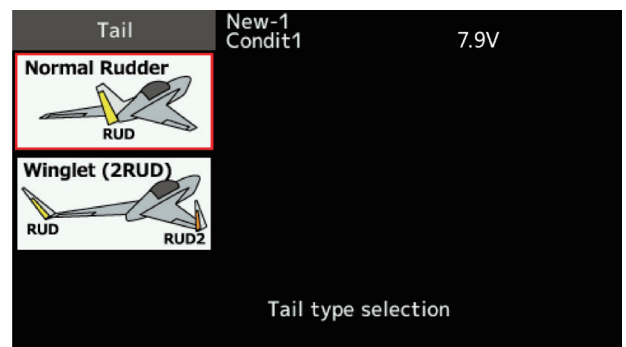 Tail
New-1
Condit1
7.9V
Normal Rudder
RUD
Winglet (2RUD)
RUD
RUD2
Tail type selection